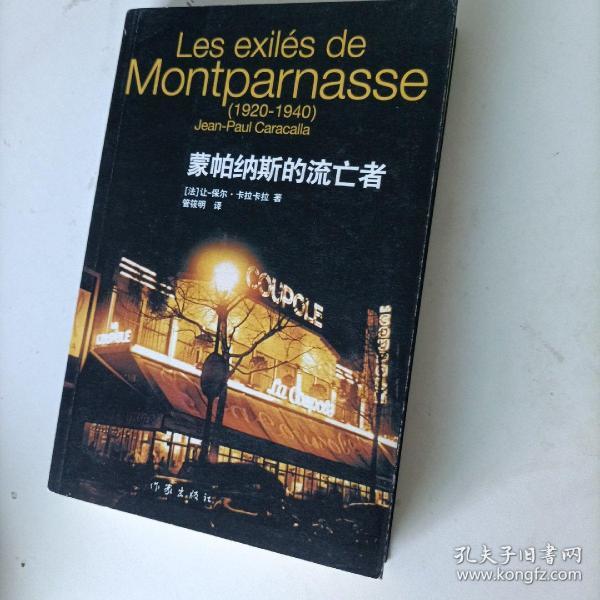 Les exilés de
Montparnasse
(1920-1940)
Jean-Paul Caracalla
蒙帕纳斯的流亡者
[法]让-保尔·卡拉卡拉 著
管筱明 译
COUPOLE
COUPOLE
La Coupole
作家出版社
孔夫子旧书网
www.kongfz.com